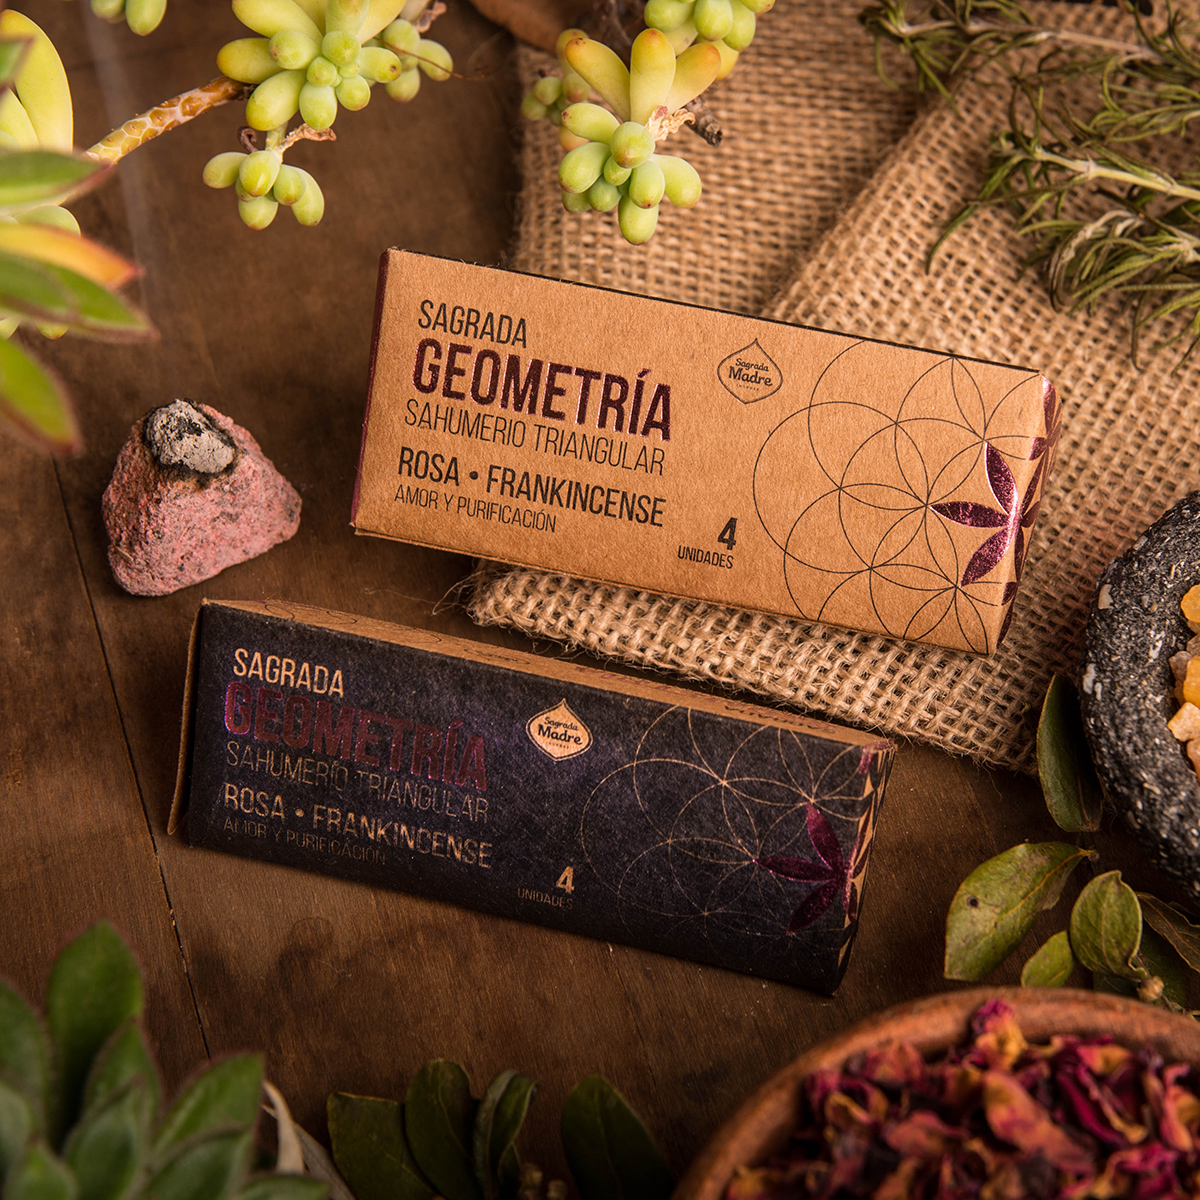 SAGRADA
GEOMETRÍA
SAHUMERIO TRIANGULAR
ROSA • FRANKINCENSE
AMOR Y PURIFICACIÓN
4
UNIDADES
Sagrada
Madre
SAGRADA
GEOMETRÍA
SAHUMERIO TRIANGULAR
ROSA • FRANKINCENSE
AMOR Y PURIFICACIÓN
4
UNIDADES
Sagrada
Madre